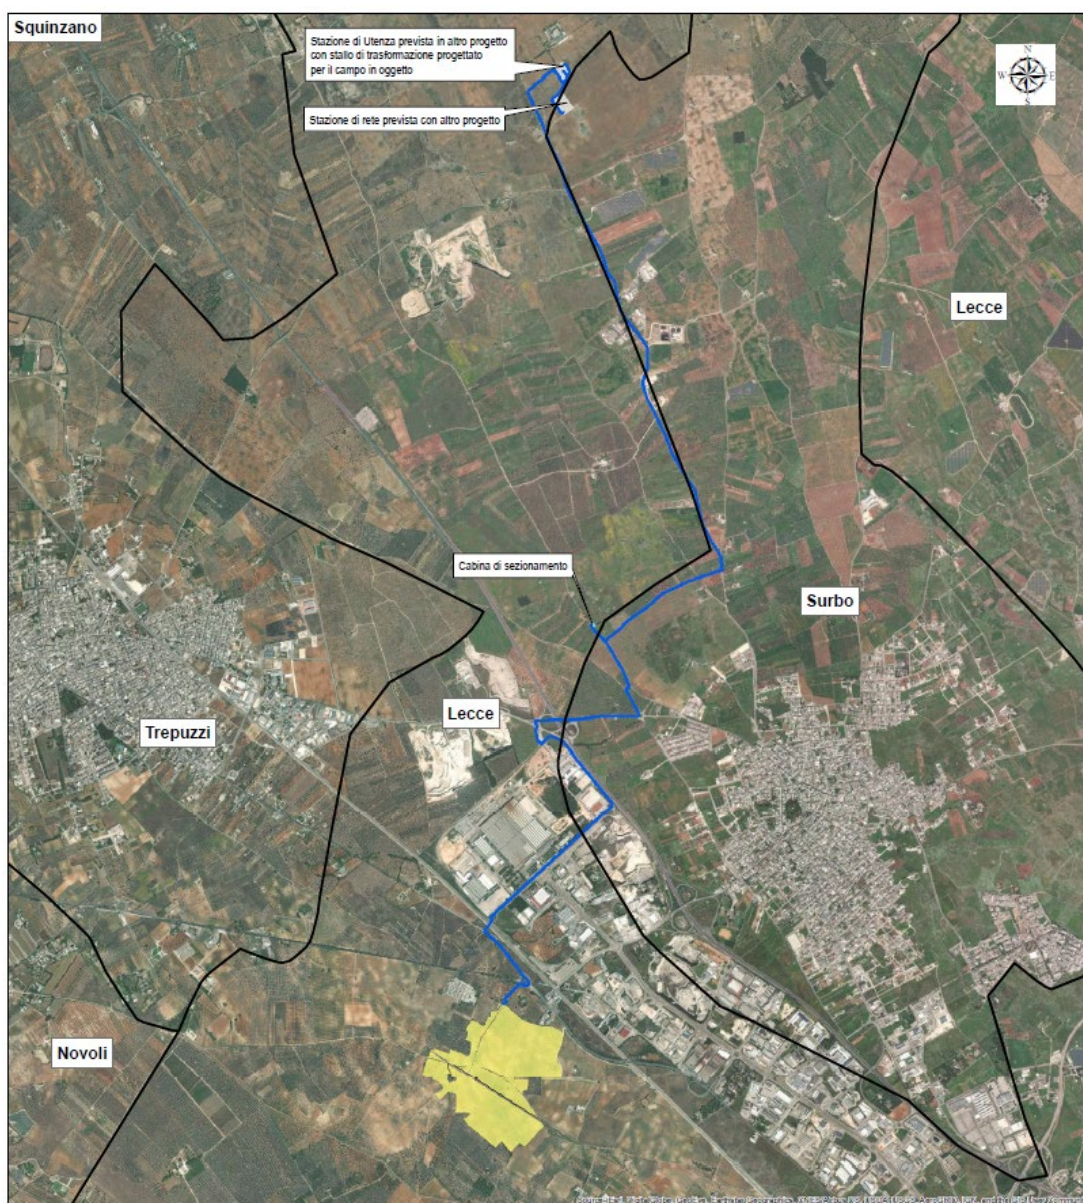 Squinzano
Stazione di Utenza prevista in altro progetto
con stallo di trasformazione progettato
per il campo in oggetto
N
W E
S
Stazione di rete prevista con altro progetto
Lecce
Cabina di sezionamento
Surbo
Lecce
Trepuzzi
Novoli